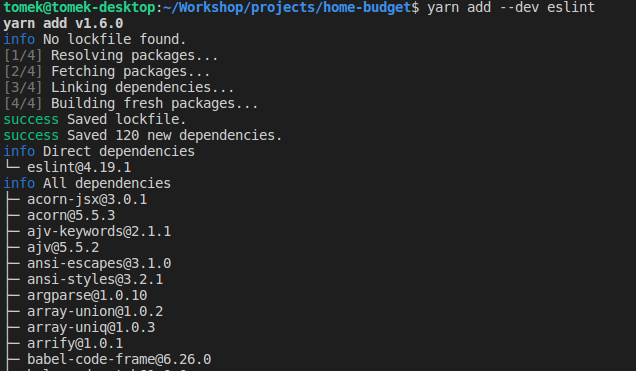 tomek@tomek-desktop:~/Workshop/projects/home-budget$ yarn add --dev eslint
yarn add v1.6.0
info No lockfile found.
[1/4] Resolving packages...
[2/4] Fetching packages...
[3/4] Linking dependencies...
[4/4] Building fresh packages...
success Saved lockfile.
success Saved 120 new dependencies.
info Direct dependencies
└─ eslint@4.19.1
info All dependencies
├─ acorn-jsx@3.0.1
├─ acorn@5.5.3
├─ ajv-keywords@2.1.1
├─ ajv@5.5.2
├─ ansi-escapes@3.1.0
├─ ansi-styles@3.2.1
├─ argparse@1.0.10
├─ array-union@1.0.2
├─ array-uniq@1.0.3
├─ arrify@1.0.1
├─ babel-code-frame@6.26.0